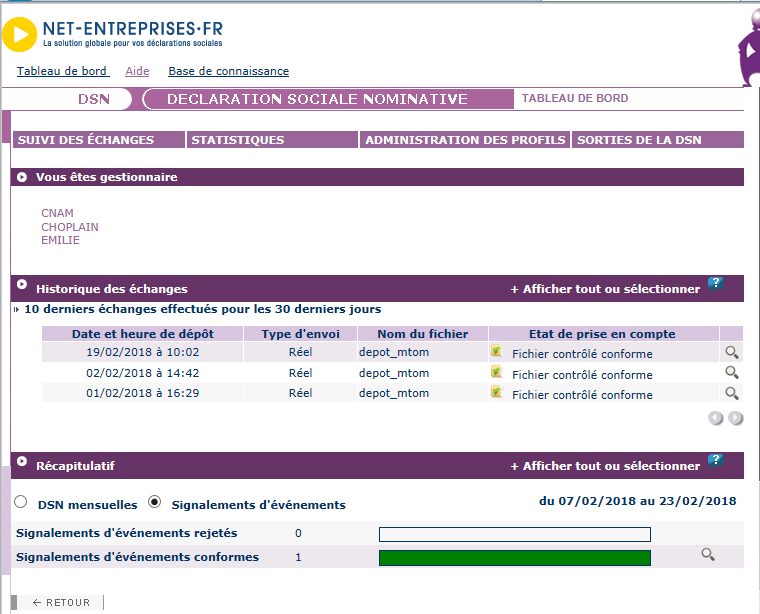 NET-ENTREPRISES·FR
La solution globale pour vos déclarations sociales
Tableau de bord Aide Base de connaissance
DSN DECLARATION SOCIALE NOMINATIVE TABLEAU DE BORD
SUIVI DES ÉCHANGES STATISTIQUES ADMINISTRATION DES PROFILS SORTIES DE LA DSN
Vous êtes gestionnaire
CNAM
CHOPLAIN
EMILIE
Historique des échanges + Afficher tout ou sélectionner ?
10 derniers échanges effectués pour les 30 derniers jours
Date et heure de dépôt Type d'envoi Nom du fichier Etat de prise en compte
19/02/2018 à 10:02 Réel depot_mtom Fichier contrôlé conforme
02/02/2018 à 14:42 Réel depot_mtom Fichier contrôlé conforme
01/02/2018 à 16:29 Réel depot_mtom Fichier contrôlé conforme
Récapitulatif + Afficher tout ou sélectionner ?
DSN mensuelles Signalements d'événements du 07/02/2018 au 23/02/2018
Signalements d'événements rejetés 0
Signalements d'événements conformes 1
← RETOUR